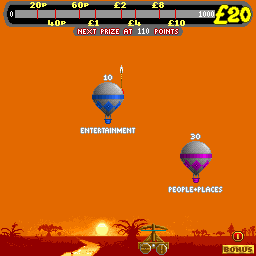 20P 60P £2 £8
0 1000 £20
40P £1 £4 £10
NEXT PRIZE AT 110 POINTS
10
ENTERTAINMENT
30
PEOPLE+PLACES
BONUS